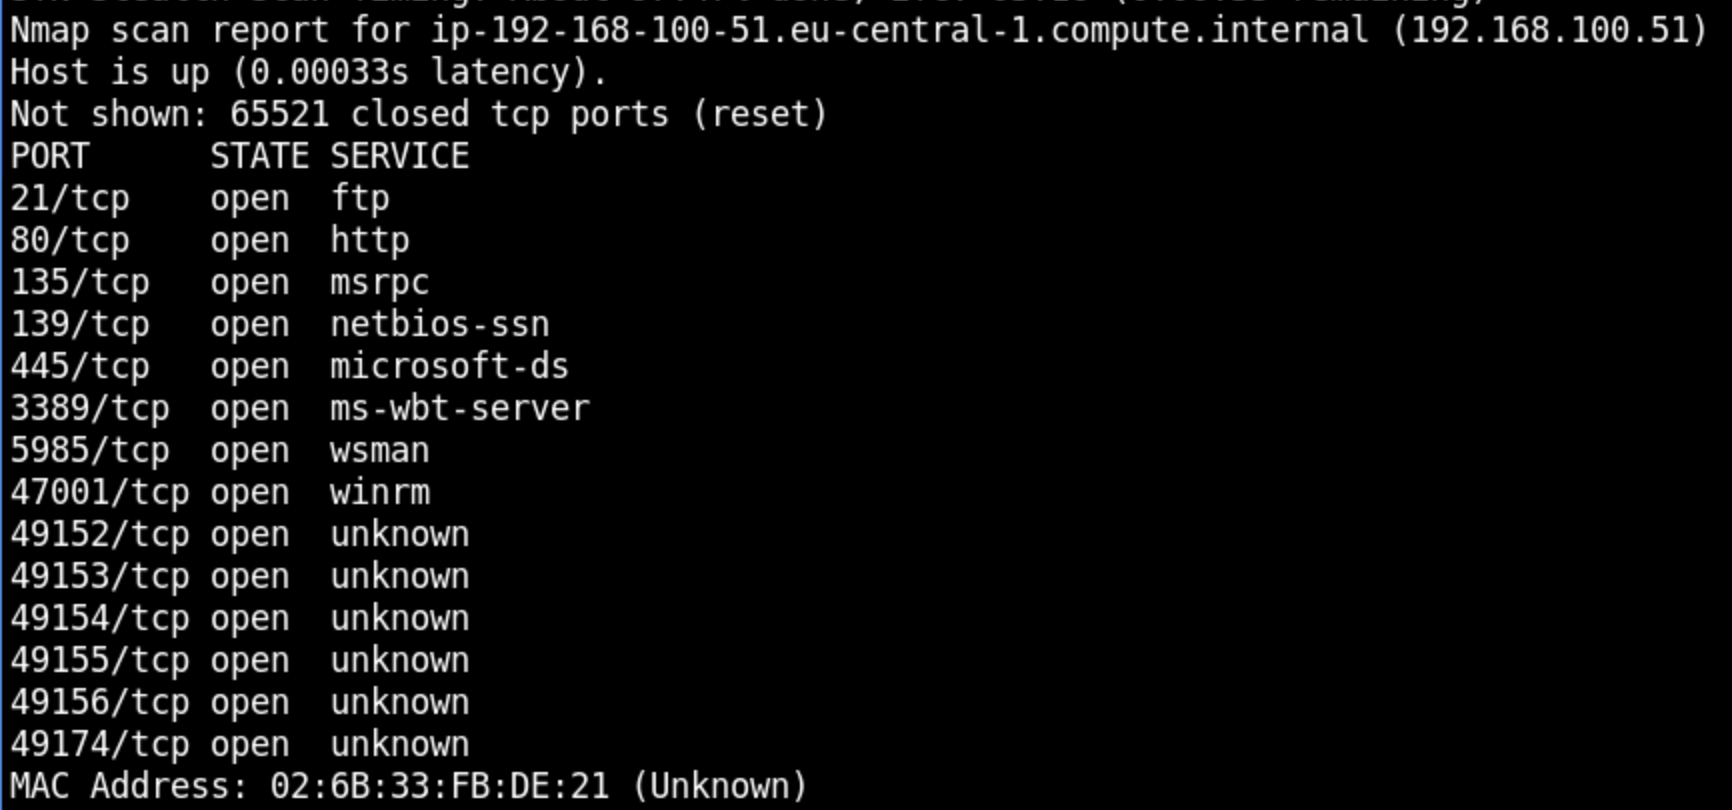 Nmap scan report for ip-192-168-100-51.eu-central-1.compute.internal (192.168.100.51)
Host is up (0.00033s latency).
Not shown: 65521 closed tcp ports (reset)
PORT      STATE SERVICE
21/tcp    open  ftp
80/tcp    open  http
135/tcp   open  msrpc
139/tcp   open  netbios-ssn
445/tcp   open  microsoft-ds
3389/tcp  open  ms-wbt-server
5985/tcp  open  wsman
47001/tcp open  winrm
49152/tcp open  unknown
49153/tcp open  unknown
49154/tcp open  unknown
49155/tcp open  unknown
49156/tcp open  unknown
49174/tcp open  unknown
MAC Address: 02:6B:33:FB:DE:21 (Unknown)